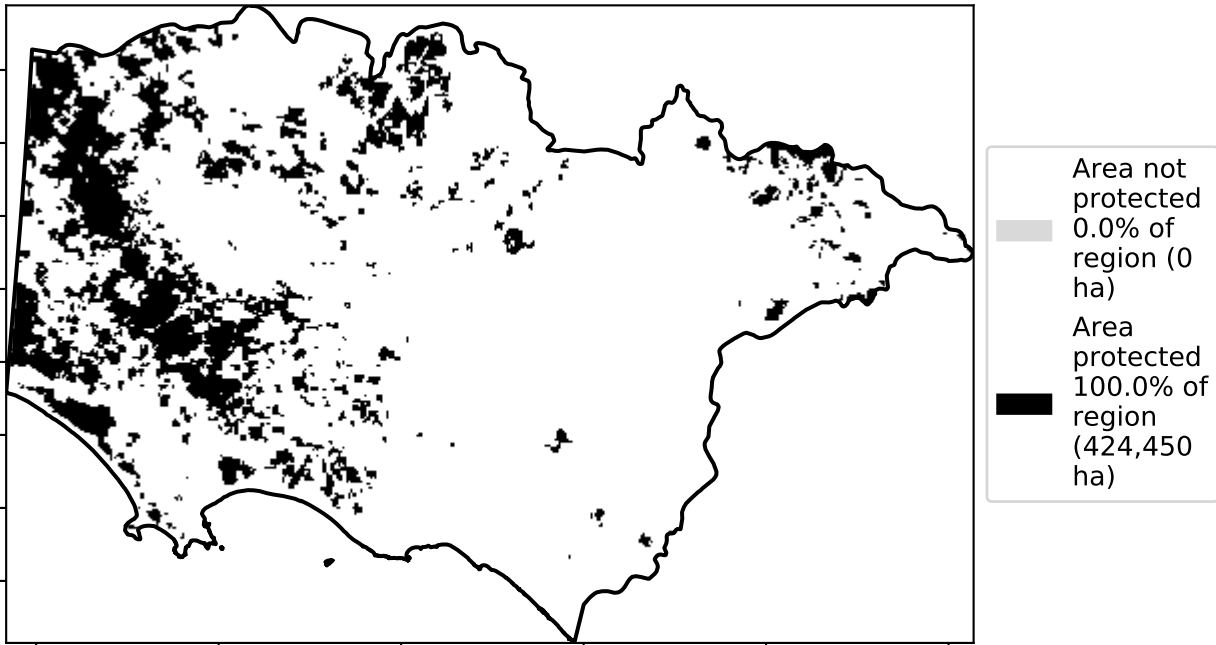 Area not
protected
0.0% of
region (0
ha)
Area
protected
100.0% of
region
(424,450
ha)